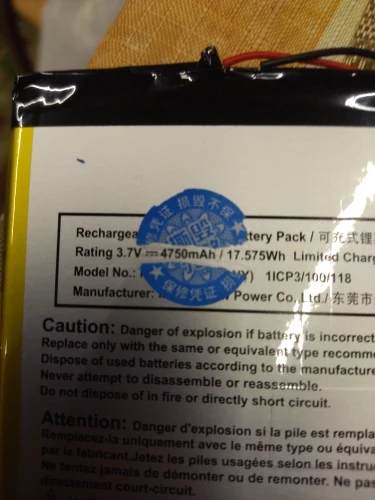 Rechargea ttery Pack / 可充式锂
Rating 3.7V⎓4750mAh / 17.575Wh Limited Charg
Model No.: Y) 1ICP3/100/118
Manufacturer: Power Co.,Ltd./ 东莞市
保修凭证 损毁不保
保修凭证 损
Caution: Danger of explosion if battery is incorrect
Replace only with the same or equivalent type recomme
Dispose of used batteries according to the manufacture
Never attempt to disassemble or reassemble.
Do not dispose of in fire or directly short circuit.
Attention: Danger d'explosion si la pile est rempla
Remplacez-la uniquement avec le même type ou équiva
par le fabricant.Jetez les piles usagées selon les instruc
Ne tentez jamais de démonter ou de remonter. Ne pas
directement court-circuit.